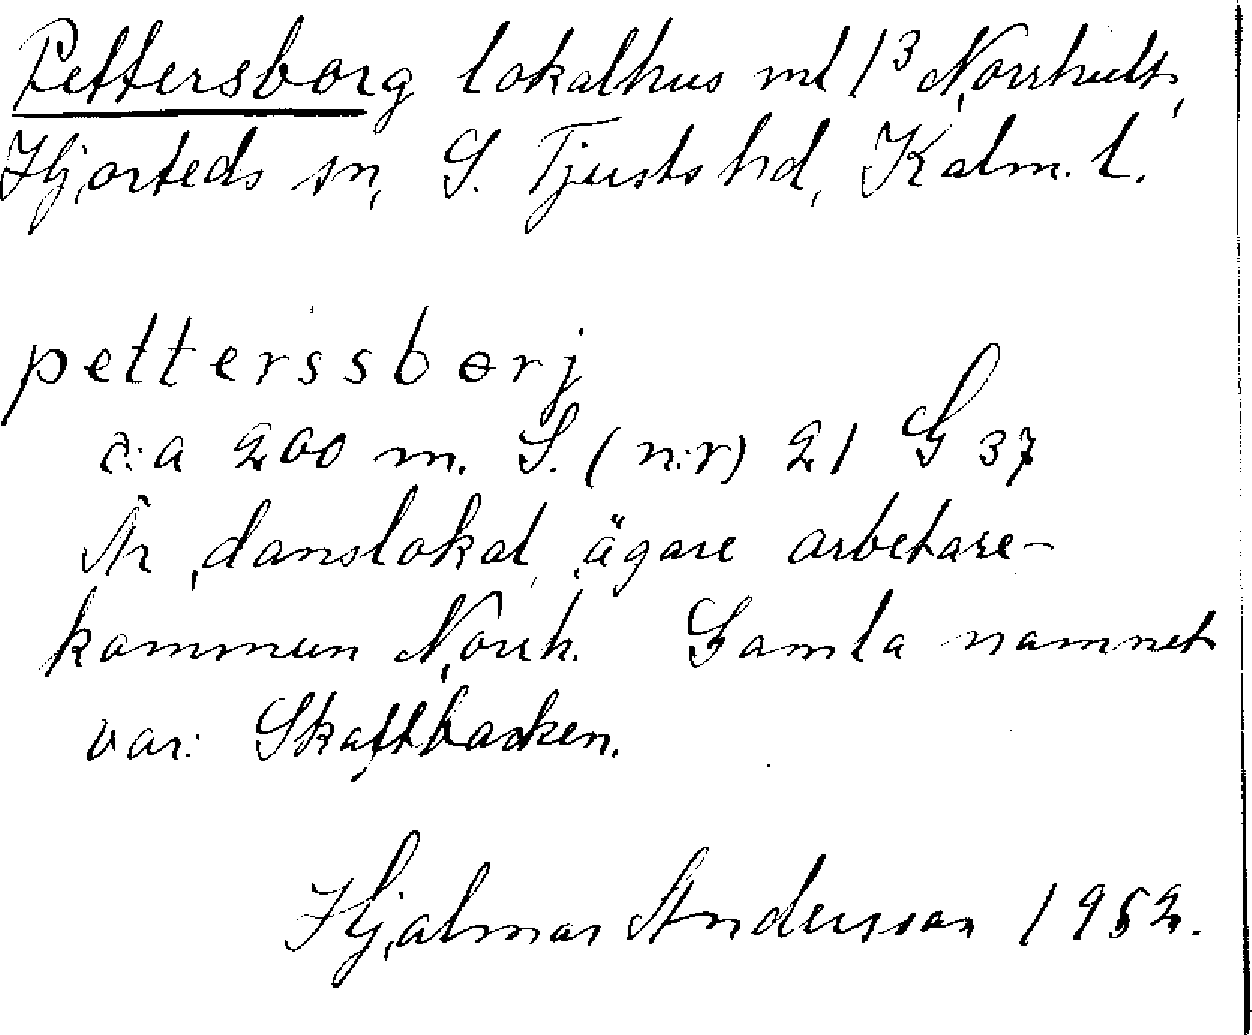 Pettersborg lokalhus ml 1³ Norrhult,
Hjorteds sn, S. Tjusts hd, Kalm. l.
petterssborj
c:a 200 m. S. (n:r) 21 G 37
Är danslokal, ägare arbetare-
kommun Norrh. Gamla namnet
var: Skaftbacken.
Hjalmar Andersson 1952.